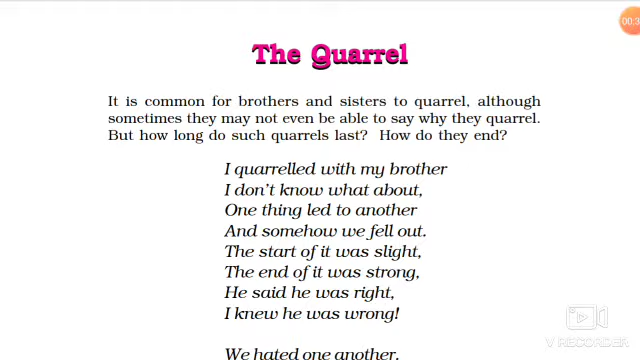 00:3
The Quarrel
It is common for brothers and sisters to quarrel, although
sometimes they may not even be able to say why they quarrel.
But how long do such quarrels last? How do they end?
I quarrelled with my brother
I don't know what about,
One thing led to another
And somehow we fell out.
The start of it was slight,
The end of it was strong,
He said he was right,
I knew he was wrong!
We hated one another.
V RECORDER